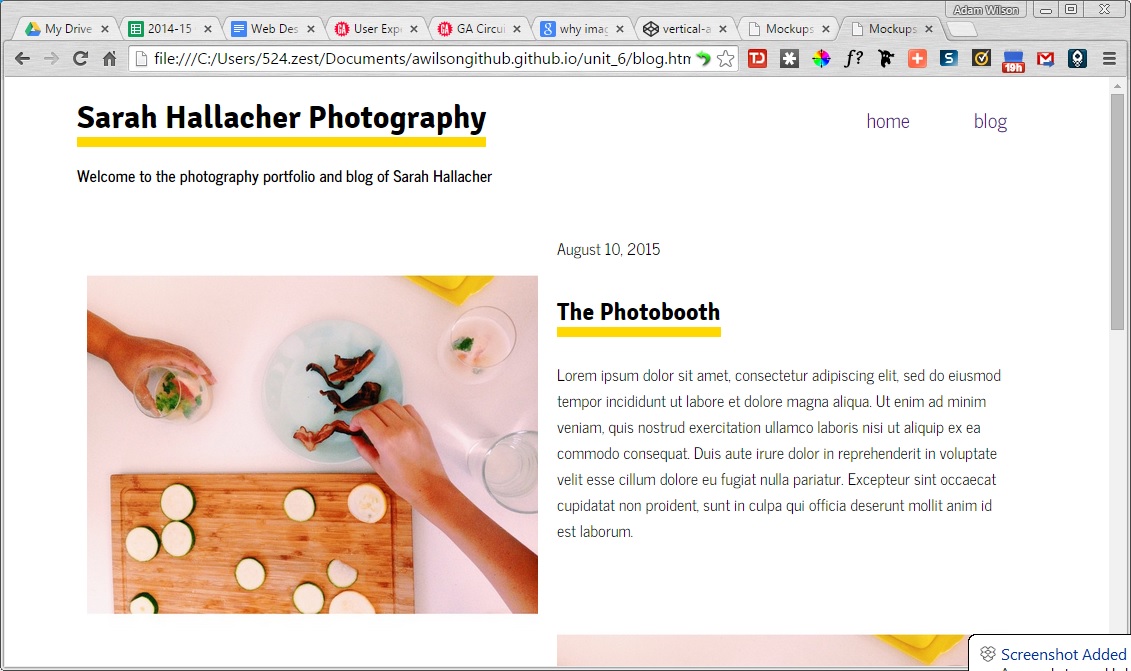 Adam Wilson
My Drive
2014-15
Web Des
User Expe
GA Circui
why imag
vertical-a
Mockups
Mockups
file:///C:/Users/524.zest/Documents/awilsongithub.github.io/unit_6/blog.htm
TD
f?
S
19h
Sarah Hallacher Photography
home
blog
Welcome to the photography portfolio and blog of Sarah Hallacher
August 10, 2015
The Photobooth
Lorem ipsum dolor sit amet, consectetur adipiscing elit, sed do eiusmod
tempor incididunt ut labore et dolore magna aliqua. Ut enim ad minim
veniam, quis nostrud exercitation ullamco laboris nisi ut aliquip ex ea
commodo consequat. Duis aute irure dolor in reprehenderit in voluptate
velit esse cillum dolore eu fugiat nulla pariatur. Excepteur sint occaecat
cupidatat non proident, sunt in culpa qui officia deserunt mollit anim id
est laborum.
Screenshot Added